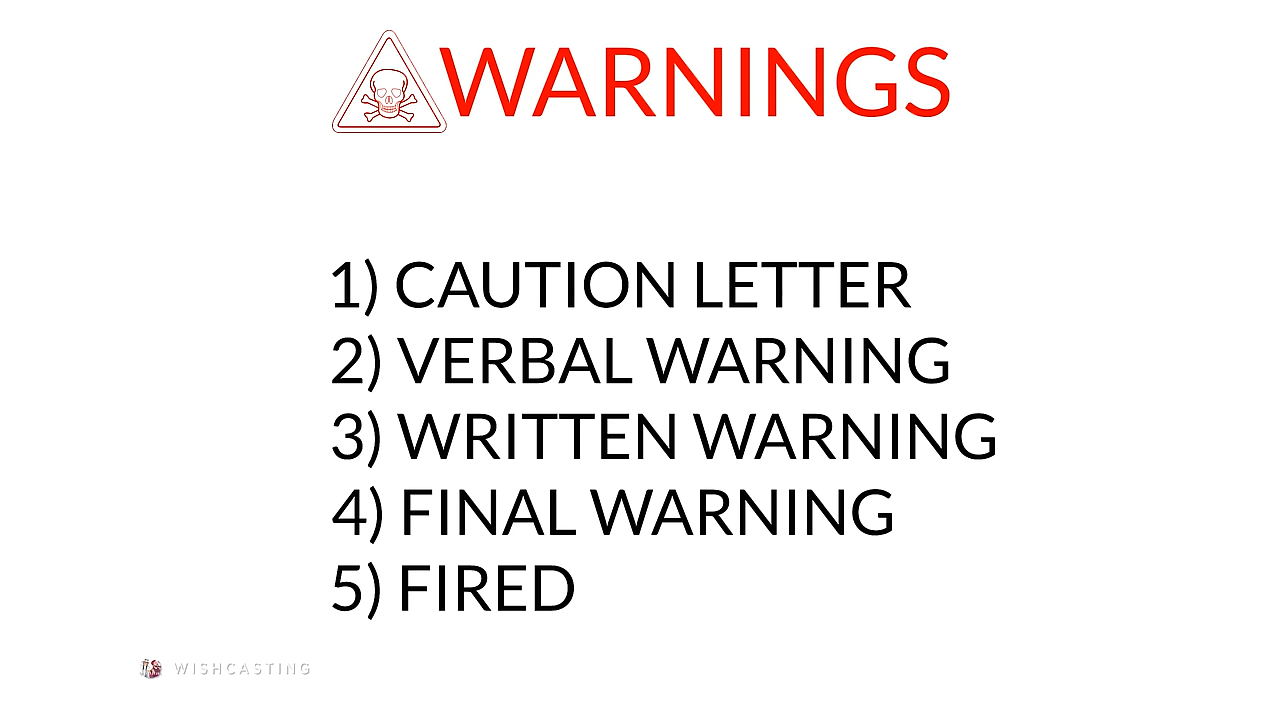 WARNINGS
1) CAUTION LETTER
2) VERBAL WARNING
3) WRITTEN WARNING
4) FINAL WARNING
5) FIRED
WISHCASTING